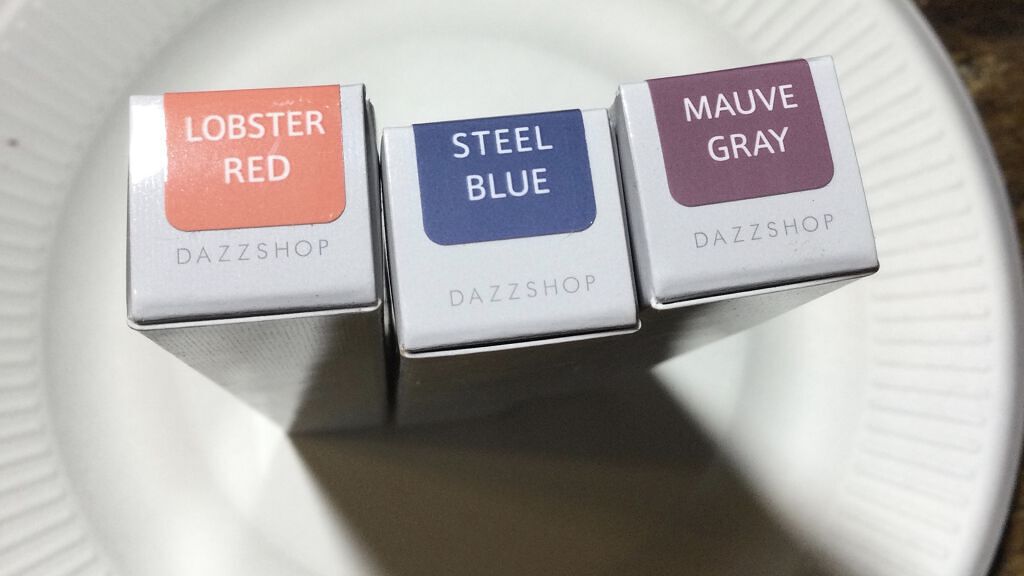 LOBSTER
RED
DAZZSHOP
STEEL
BLUE
DAZZSHOP
MAUVE
GRAY
DAZZSHOP